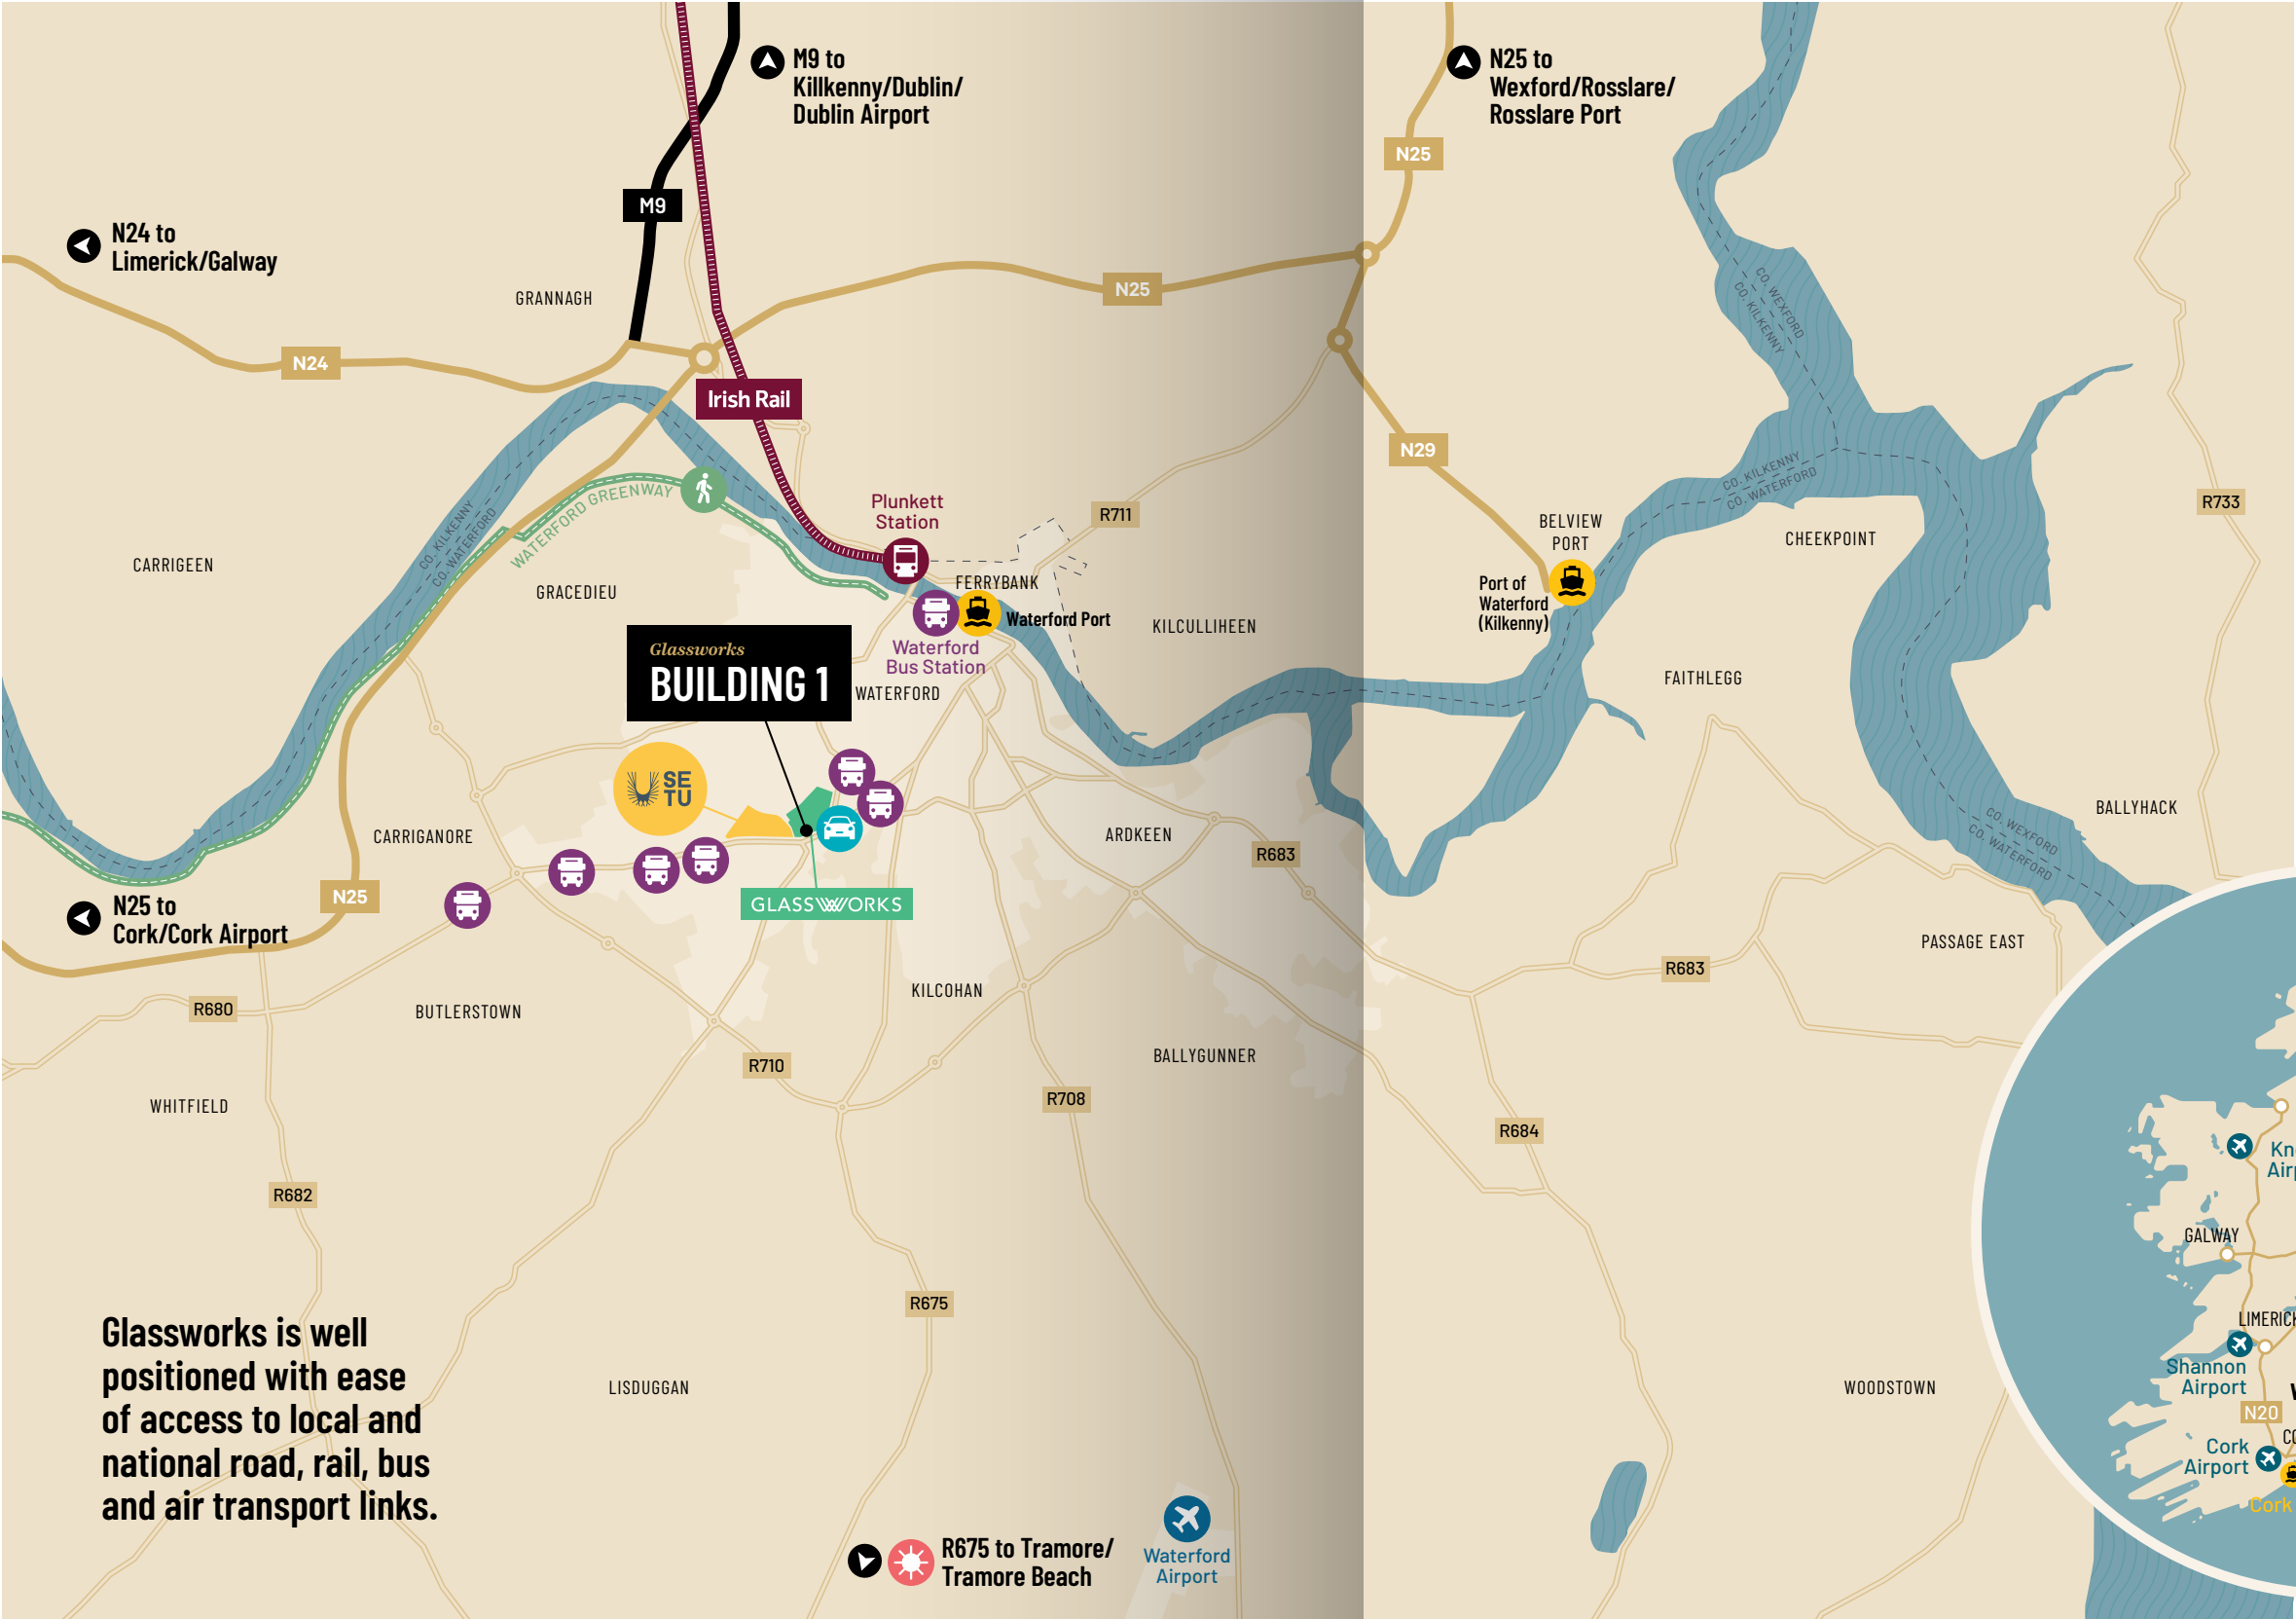 M9 to
Killkenny/Dublin/
Dublin Airport
N25 to
Wexford/Rosslare/
Rosslare Port
N25
M9
N24 to
Limerick/Galway
GRANNAGH
N25
CO. WEXFORD
CO. KILKENNY
N24
Irish Rail
N29
CO. KILKENNY
CO. WATERFORD
WATERFORD GREENWAY
CO. KILKENNY
CO. WATERFORD
Plunkett
Station
R711
R733
BELVIEW
PORT
CHEEKPOINT
CARRIGEEN
GRACEDIEU
FERRYBANK
Port of
Waterford
(Kilkenny)
Waterford Port
KILCULLIHEEN
Waterford
Bus Station
Glassworks
BUILDING 1
WATERFORD
FAITHLEGG
SE
TU
BALLYHACK
CO. WEXFORD
CO. WATERFORD
CARRIGANORE
ARDKEEN
R683
N25
GLASSWORKS
N25 to
Cork/Cork Airport
PASSAGE EAST
R683
KILCOHAN
R680
BUTLERSTOWN
BALLYGUNNER
R710
R708
WHITFIELD
R684
Kn
Air
R682
GALWAY
R675
LIMERICK
Glassworks is well
positioned with ease
of access to local and
national road, rail, bus
and air transport links.
Shannon
Airport
LISDUGGAN
WOODSTOWN
N20
Cork
Airport
Cork
R675 to Tramore/
Tramore Beach
Waterford
Airport